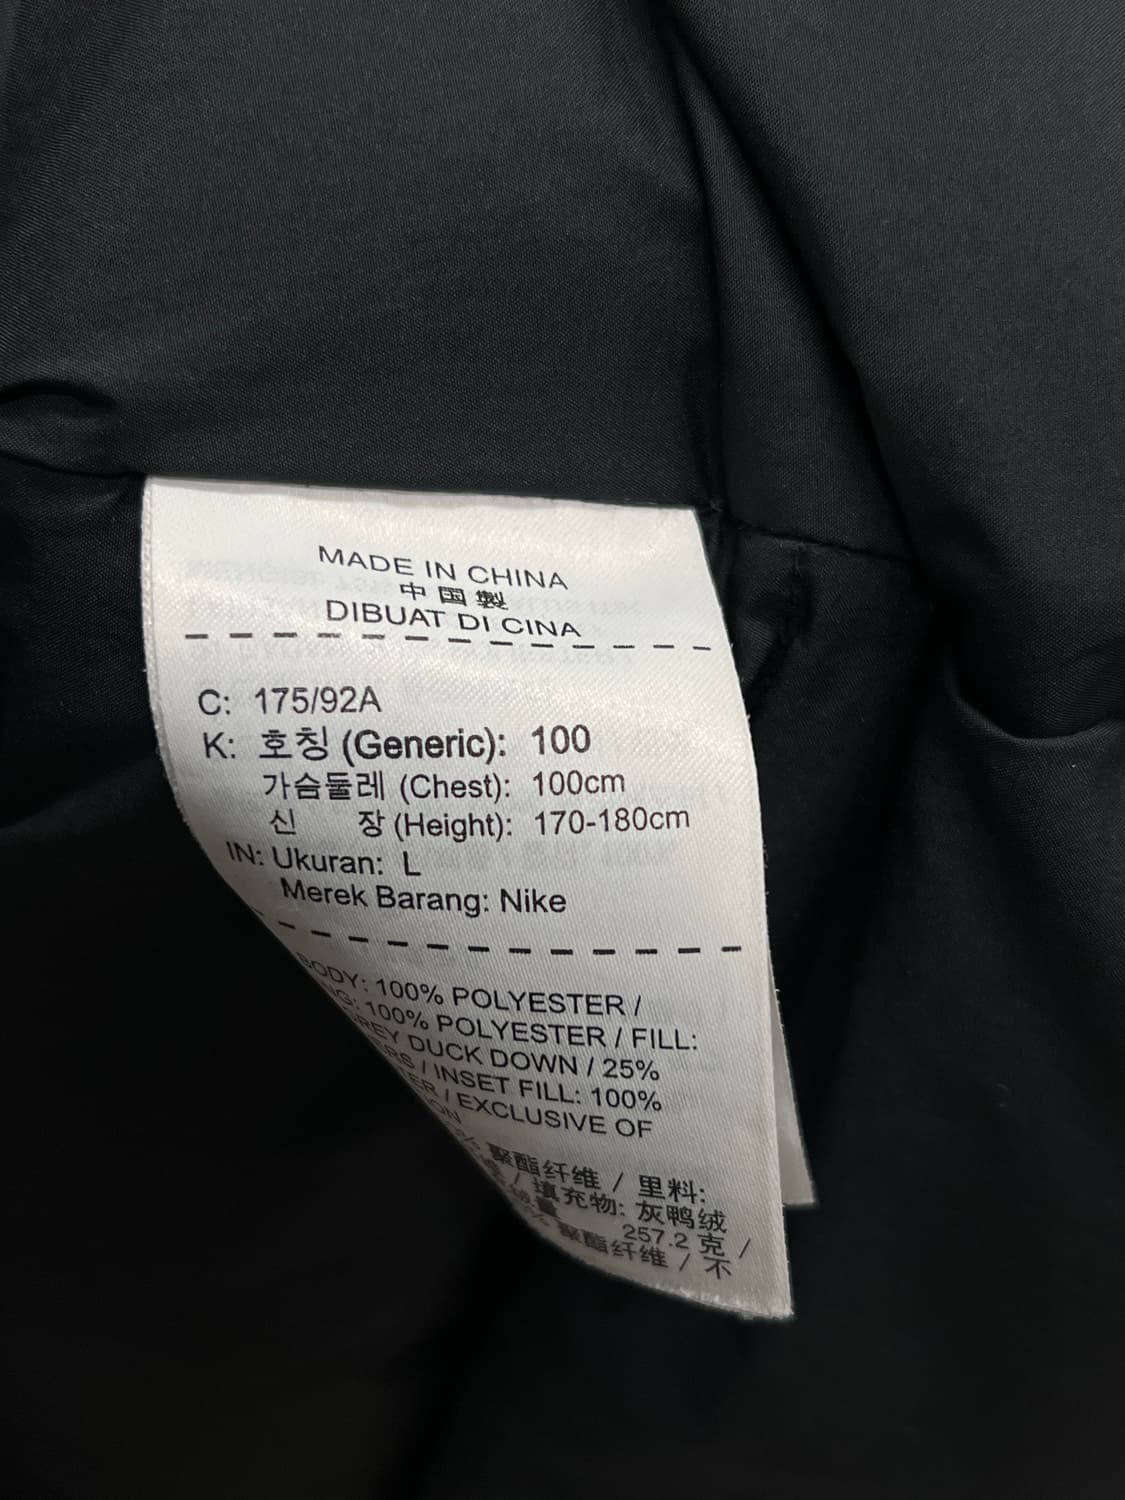 MADE IN CHINA
中国製
DIBUAT DI CINA
C: 175/92A
K: 호칭 (Generic): 100
가슴둘레 (Chest): 100cm
신 장 (Height): 170-180cm
IN: Ukuran: L
Merek Barang: Nike
BODY: 100% POLYESTER /
100% POLYESTER / FILL:
DUCK DOWN / 25%
/ INSET FILL: 100%
/ EXCLUSIVE OF
聚酯纤维 / 里料:
/ 填充物: 灰鸭绒
257.2 克 /
聚酯纤维 / 不